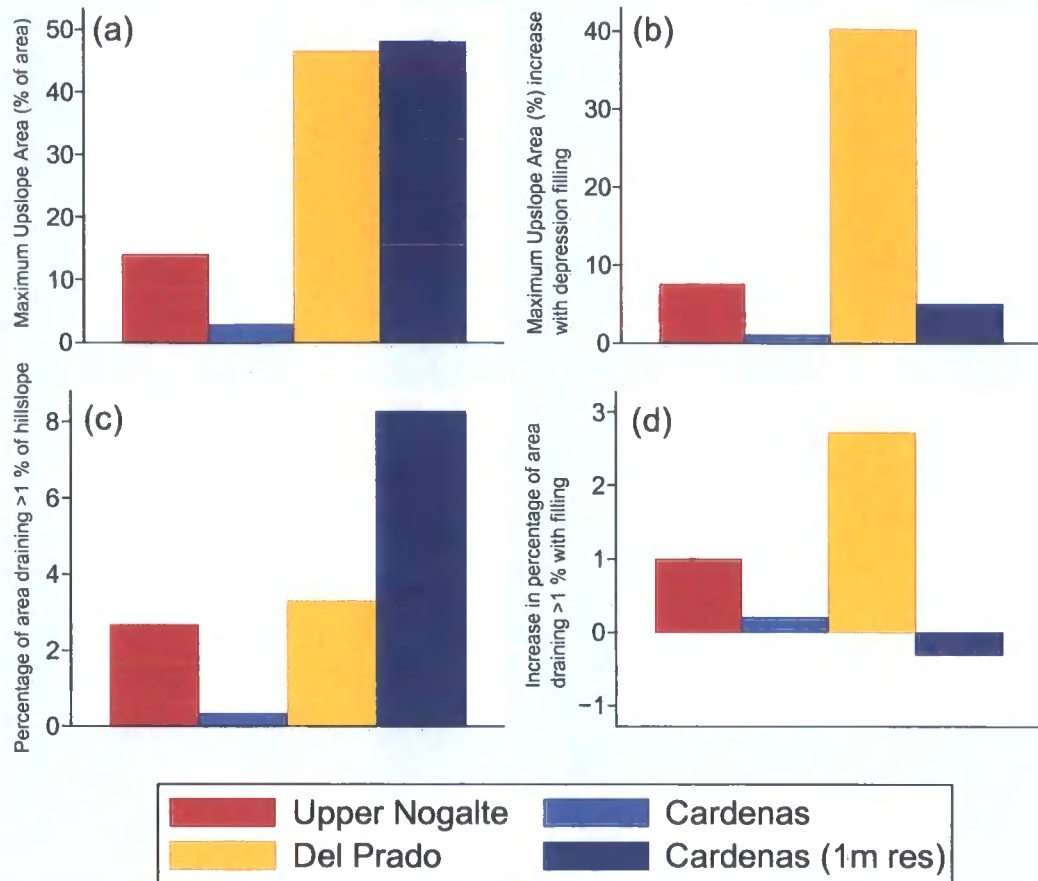 (a)
Maximum Upslope Area (% of area)
50
40
30
20
10
0
(b)
Maximum Upslope Area (%) increase
with depression filling
40
30
20
10
0
(c)
Percentage of area draining >1 % of hillslope
8
6
4
2
0
(d)
Increase in percentage of area
draining >1 % with filling
3
2
1
0
−1
Upper Nogalte
Cardenas
Del Prado
Cardenas (1m res)